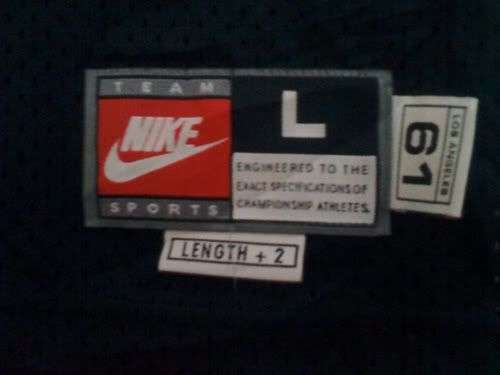 TEAM
NIKE
SPORTS
L
ENGINEERED TO THE
EXACT SPECIFICATIONS OF
CHAMPIONSHIP ATHLETES.
LOS ANGELES
61
LENGTH + 2